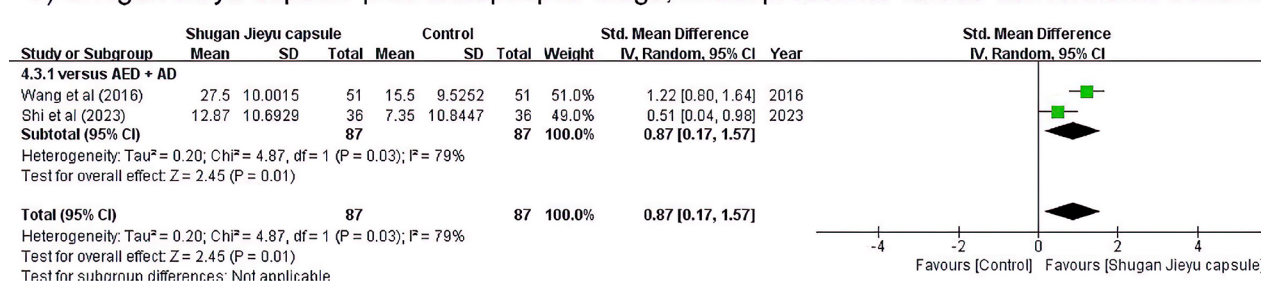 Shugan Jieyu capsule Control Std. Mean Difference Std. Mean Difference
Study or Subgroup Mean SD Total Mean SD Total Weight IV, Random, 95% CI Year IV, Random, 95% CI
4.3.1 versus AED + AD
Wang et al (2016) 27.5 10.0015 51 15.5 9.5252 51 51.0% 1.22 [0.80, 1.64] 2016
Shi et al (2023) 12.87 10.6929 36 7.35 10.8447 36 49.0% 0.51 [0.04, 0.98] 2023
Subtotal (95% CI) 87 87 100.0% 0.87 [0.17, 1.57]
Heterogeneity: Tau² = 0.20; Chi² = 4.87, df = 1 (P = 0.03); I² = 79%
Test for overall effect: Z = 2.45 (P = 0.01)
Total (95% CI) 87 87 100.0% 0.87 [0.17, 1.57]
Heterogeneity: Tau² = 0.20; Chi² = 4.87, df = 1 (P = 0.03); I² = 79%
Test for overall effect: Z = 2.45 (P = 0.01)
Test for subgroup differences: Not applicable
-4 -2 0 2 4
Favours [Control] Favours [Shugan Jieyu capsule]